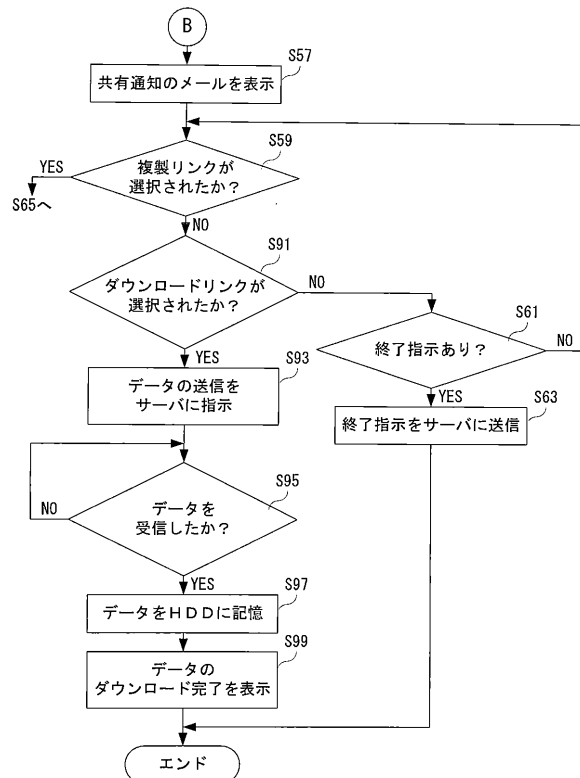 B
S57
共有通知のメールを表示
S59
YES
複製リンクが
選択されたか？
S65へ
NO
S91
ダウンロードリンクが
選択されたか？
NO
S61
終了指示あり？
NO
YES
S93
データの送信を
サーバに指示
YES
S63
終了指示をサーバに送信
S95
データを
受信したか？
NO
YES
S97
データをＨＤＤに記憶
S99
データの
ダウンロード完了を表示
エンド